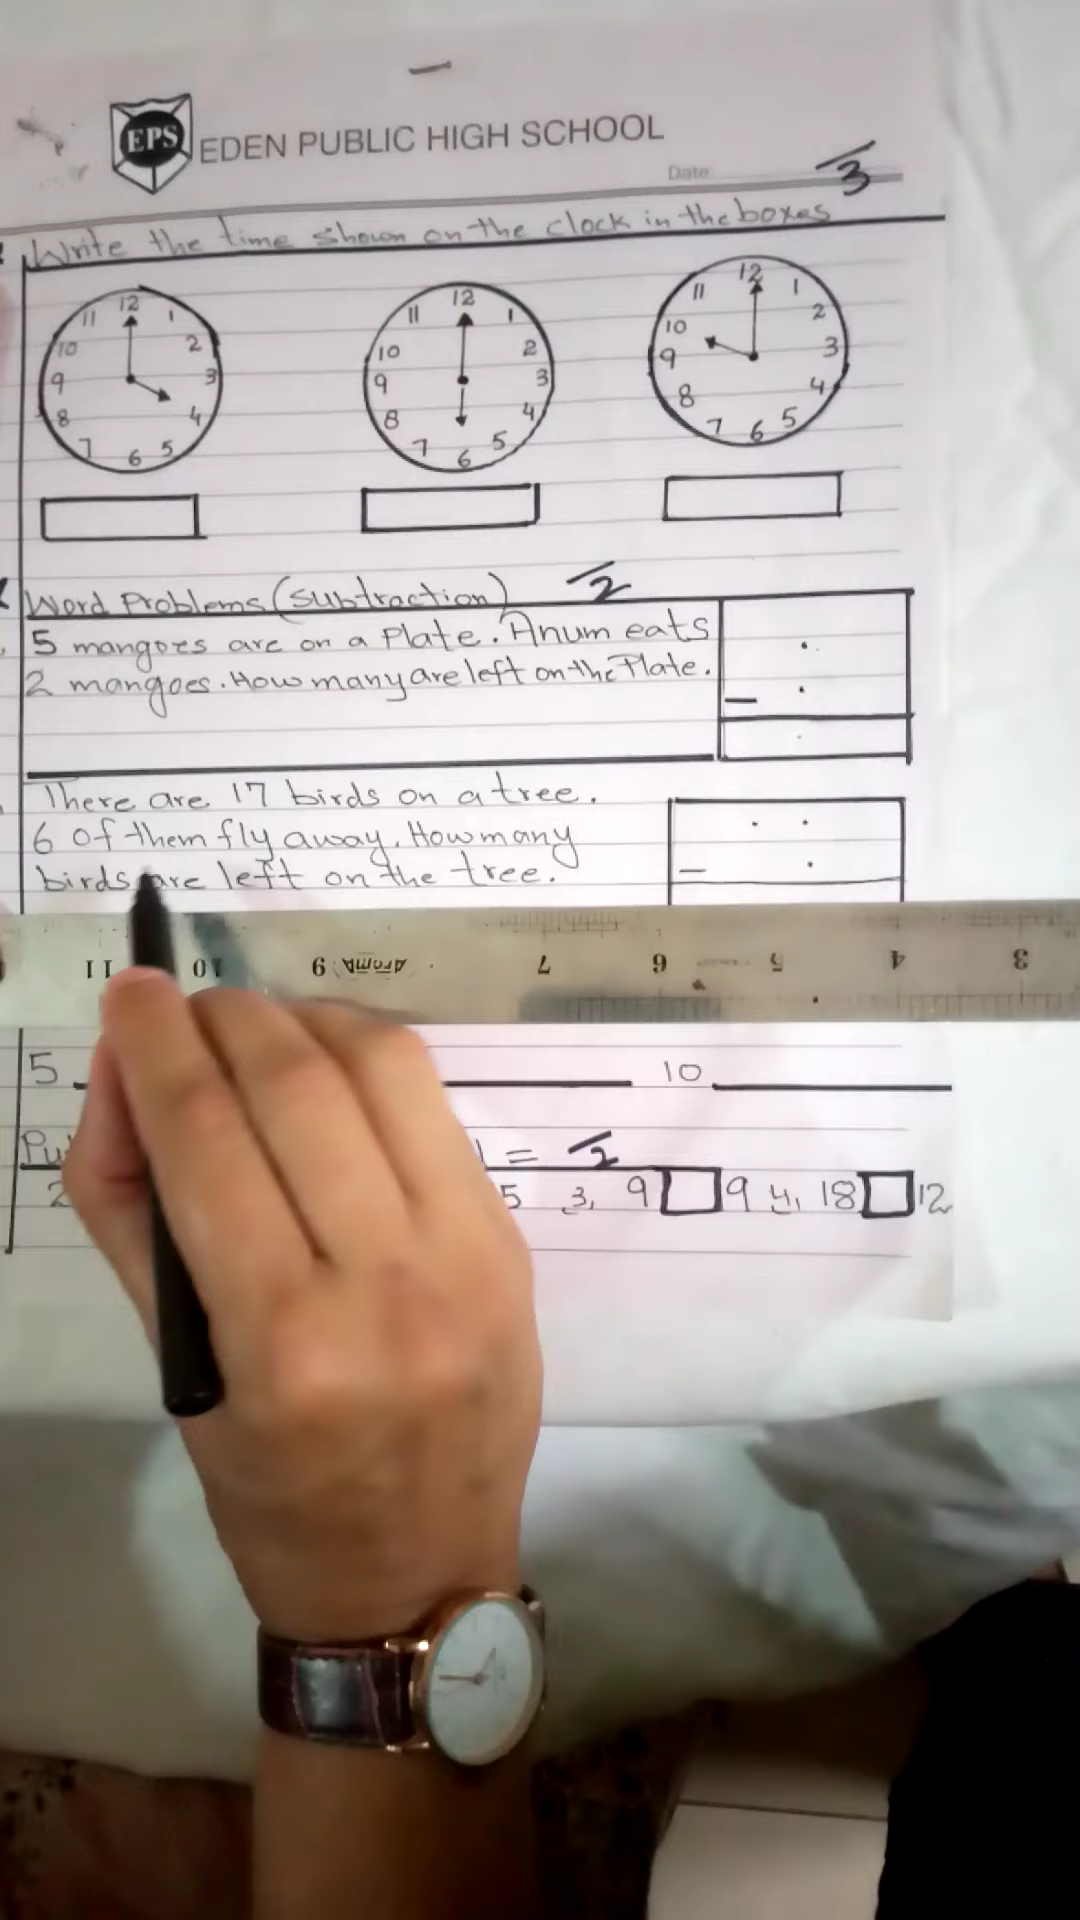 EPS EDEN PUBLIC HIGH SCHOOL
Date:
/3
Write the time shown on the clock in the boxes
12 1 2 3 4 5 6 7 8 9 10 11
12 1 2 3 4 5 6 7 8 9 10 11
12 1 2 3 4 5 6 7 8 9 10 11
Word Problems (subtraction) /2
5 mangoes are on a Plate. Anum eats
2 mangoes. How many are left on the Plate.
There are 17 birds on a tree.
6 of them fly away. How many
birds are left on the tree.
11 10 9 AROMA 7 6 5 4 3
5 10
= /2
2 5 3, 9 9 4, 18 12